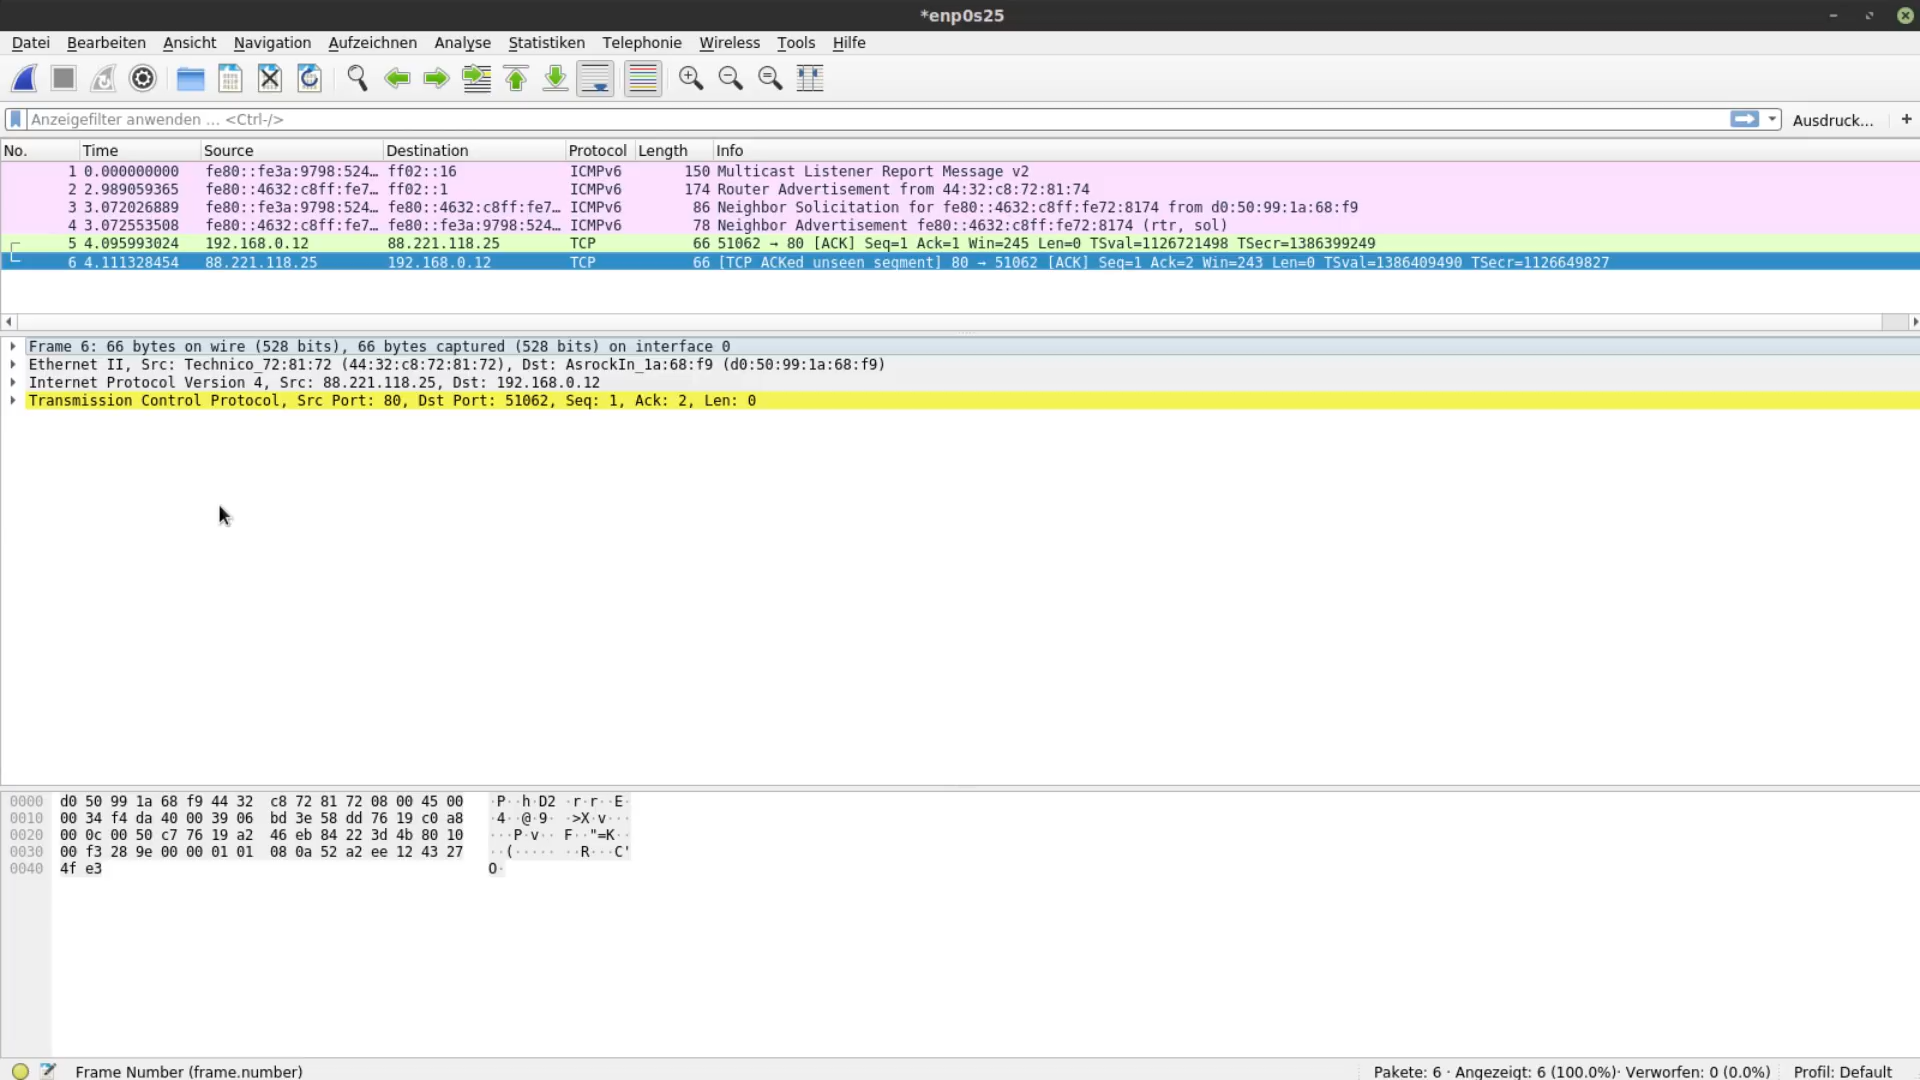 *enp0s25
Datei Bearbeiten Ansicht Navigation Aufzeichnen Analyse Statistiken Telephonie Wireless Tools Hilfe
Anzeigefilter anwenden … <Ctrl-/> Ausdruck… +
No. Time Source Destination Protocol Length Info
1 0.000000000 fe80::fe3a:9798:524… ff02::16 ICMPv6 150 Multicast Listener Report Message v2
2 2.989059365 fe80::4632:c8ff:fe7… ff02::1 ICMPv6 174 Router Advertisement from 44:32:c8:72:81:74
3 3.072026889 fe80::fe3a:9798:524… fe80::4632:c8ff:fe7… ICMPv6 86 Neighbor Solicitation for fe80::4632:c8ff:fe72:8174 from d0:50:99:1a:68:f9
4 3.072553508 fe80::4632:c8ff:fe7… fe80::fe3a:9798:524… ICMPv6 78 Neighbor Advertisement fe80::4632:c8ff:fe72:8174 (rtr, sol)
5 4.095993024 192.168.0.12 88.221.118.25 TCP 66 51062 → 80 [ACK] Seq=1 Ack=1 Win=245 Len=0 TSval=1126721498 TSecr=1386399249
6 4.111328454 88.221.118.25 192.168.0.12 TCP 66 [TCP ACKed unseen segment] 80 → 51062 [ACK] Seq=1 Ack=2 Win=243 Len=0 TSval=1386409490 TSecr=1126649827
Frame 6: 66 bytes on wire (528 bits), 66 bytes captured (528 bits) on interface 0
Ethernet II, Src: Technico_72:81:72 (44:32:c8:72:81:72), Dst: AsrockIn_1a:68:f9 (d0:50:99:1a:68:f9)
Internet Protocol Version 4, Src: 88.221.118.25, Dst: 192.168.0.12
Transmission Control Protocol, Src Port: 80, Dst Port: 51062, Seq: 1, Ack: 2, Len: 0
0000 d0 50 99 1a 68 f9 44 32 c8 72 81 72 08 00 45 00 ·P··h·D2 ·r·r··E·
0010 00 34 f4 da 40 00 39 06 bd 3e 58 dd 76 19 c0 a8 ·4··@·9· ·>X·v···
0020 00 0c 00 50 c7 76 19 a2 46 eb 84 22 3d 4b 80 10 ···P·v·· F··"=K··
0030 00 f3 28 9e 00 00 01 01 08 0a 52 a2 ee 12 43 27 ··(····· ··R···C'
0040 4f e3 O·
Frame Number (frame.number) Pakete: 6 · Angezeigt: 6 (100.0%)· Verworfen: 0 (0.0%) Profil: Default